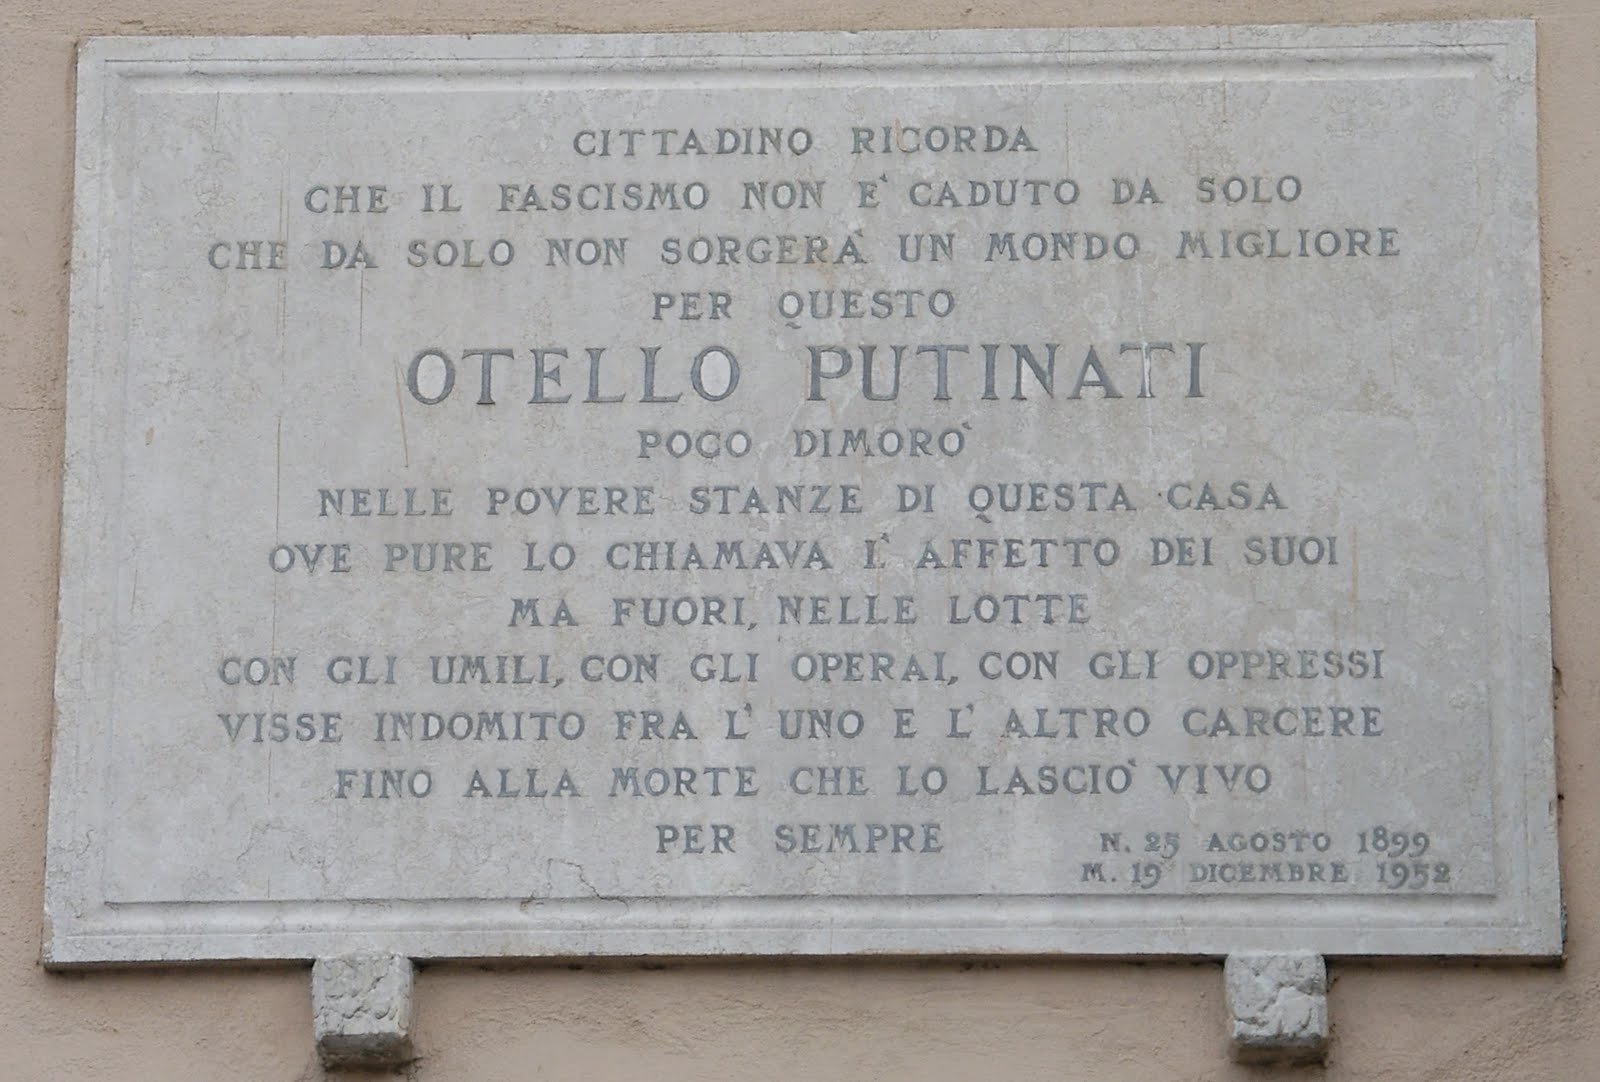 CITTADINO RICORDA
CHE IL FASCISMO NON E' CADUTO DA SOLO
CHE DA SOLO NON SORGERA' UN MONDO MIGLIORE
PER QUESTO
OTELLO PUTINATI
POCO DIMORO'
NELLE POVERE STANZE DI QUESTA CASA
OVE PURE LO CHIAMAVA L' AFFETTO DEI SUOI
MA FUORI, NELLE LOTTE
CON GLI UMILI, CON GLI OPERAI, CON GLI OPPRESSI
VISSE INDOMITO FRA L' UNO E L' ALTRO CARCERE
FINO ALLA MORTE CHE LO LASCIO' VIVO
PER SEMPRE
N. 25 AGOSTO 1899
M. 19 DICEMBRE 1952